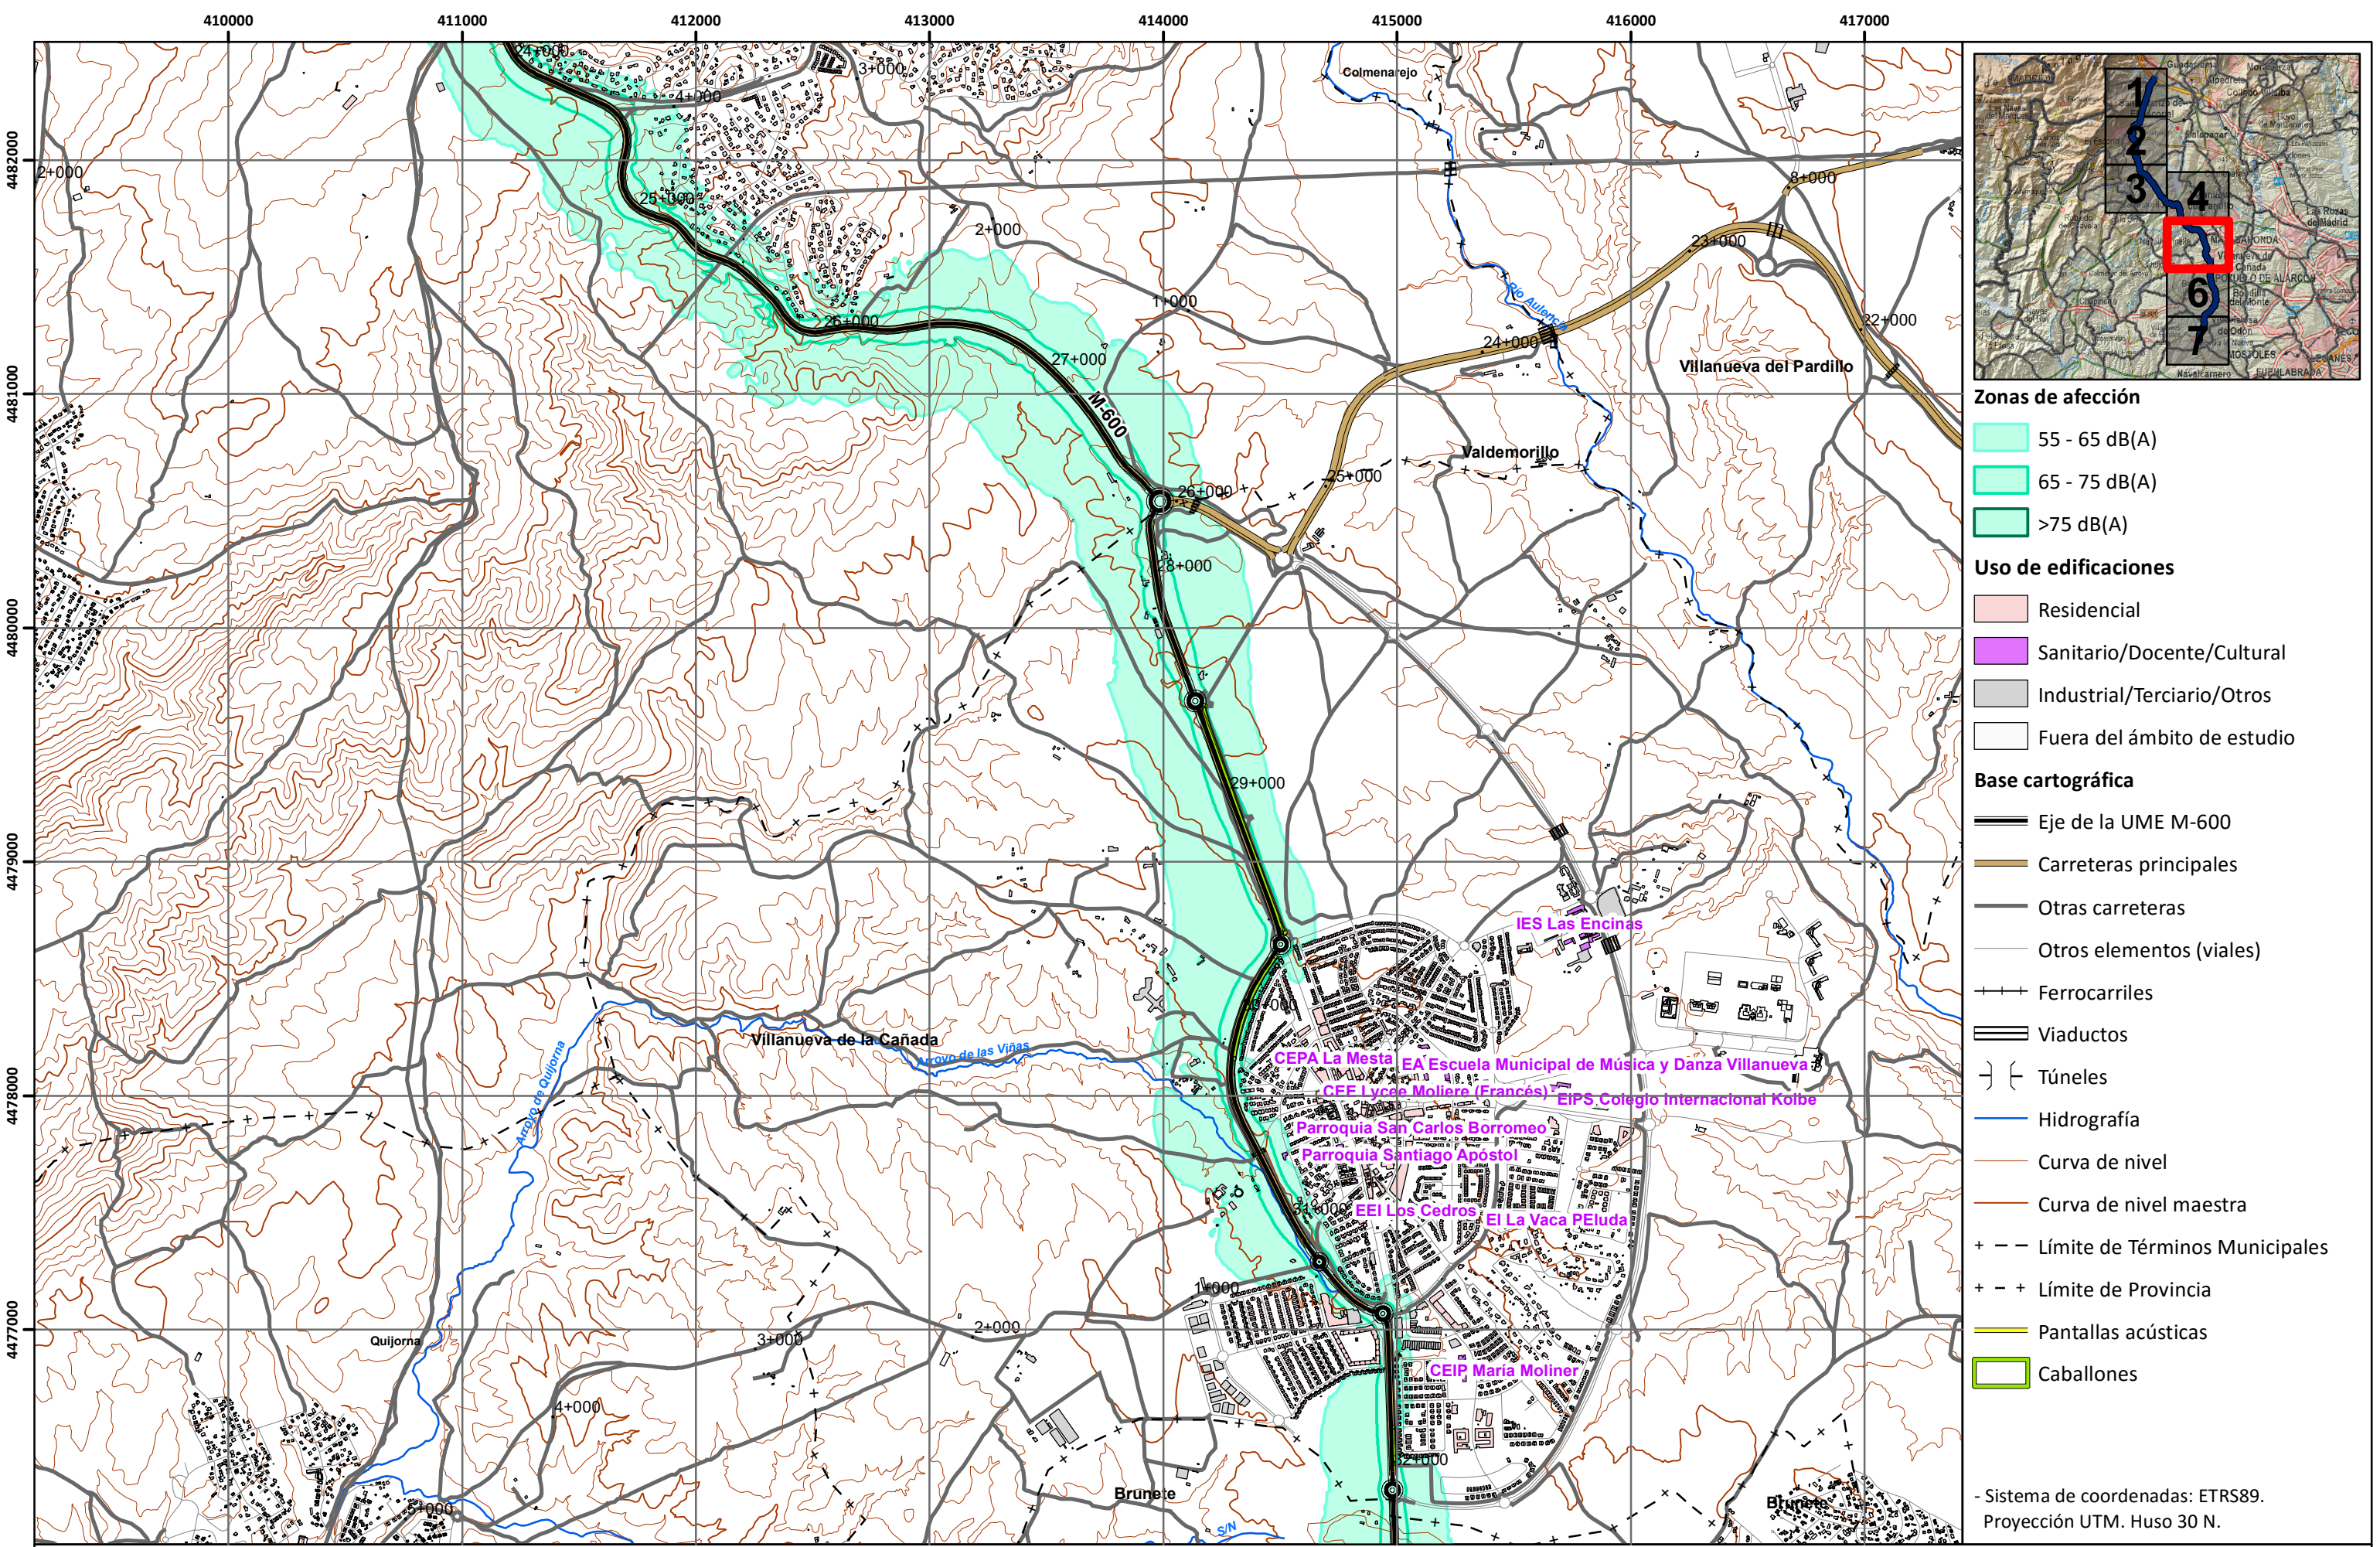 410000 411000 412000 413000 414000 415000 416000 417000
4482000
4481000
4480000
4479000
4478000
4477000
24+000
3+000
4+000
Colmenarejo
2+000
25+000
8+000
2+000
23+000
1+000
Río Aulencia
26+000
22+000
24+000
27+000
Villanueva del Pardillo
M-600
Valdemorillo
25+000
26+000
28+000
29+000
IES Las Encinas
Villanueva de la Cañada
Arroyo de las Viñas
Arroyo de Quijorna
CEPA La Mesta
EA Escuela Municipal de Música y Danza Villanueva
CEE Lycée Moliere (Francés)
EIPS Colegio Internacional Kolbe
Parroquia San Carlos Borromeo
Parroquia Santiago Apóstol
31+000
EEI Los Cedros
EI La Vaca PEluda
1+000
2+000
3+000
Quijorna
CEIP María Moliner
4+000
32+000
5+000
Brunete
Brunete
S/N
1
2
3
4
6
7
Las Rozas
de Madrid
Navalcarnero
Zonas de afección
55 - 65 dB(A)
65 - 75 dB(A)
>75 dB(A)
Uso de edificaciones
Residencial
Sanitario/Docente/Cultural
Industrial/Terciario/Otros
Fuera del ámbito de estudio
Base cartográfica
Eje de la UME M-600
Carreteras principales
Otras carreteras
Otros elementos (viales)
Ferrocarriles
Viaductos
Túneles
Hidrografía
Curva de nivel
Curva de nivel maestra
Límite de Términos Municipales
Límite de Provincia
Pantallas acústicas
Caballones
- Sistema de coordenadas: ETRS89.
Proyección UTM. Huso 30 N.